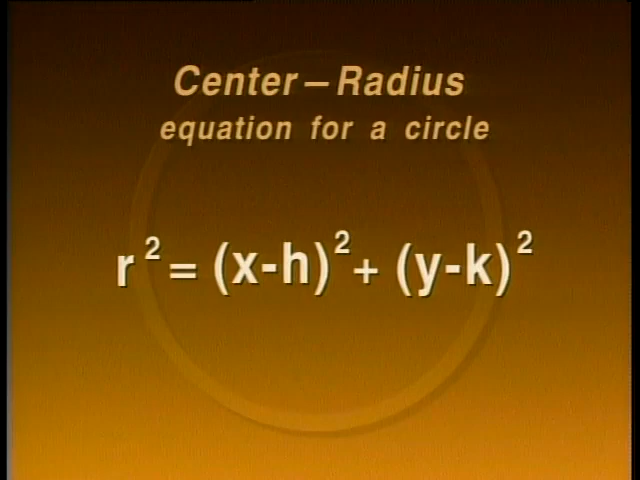 Center – Radius
equation for a circle
r² = (x-h)² + (y-k)²